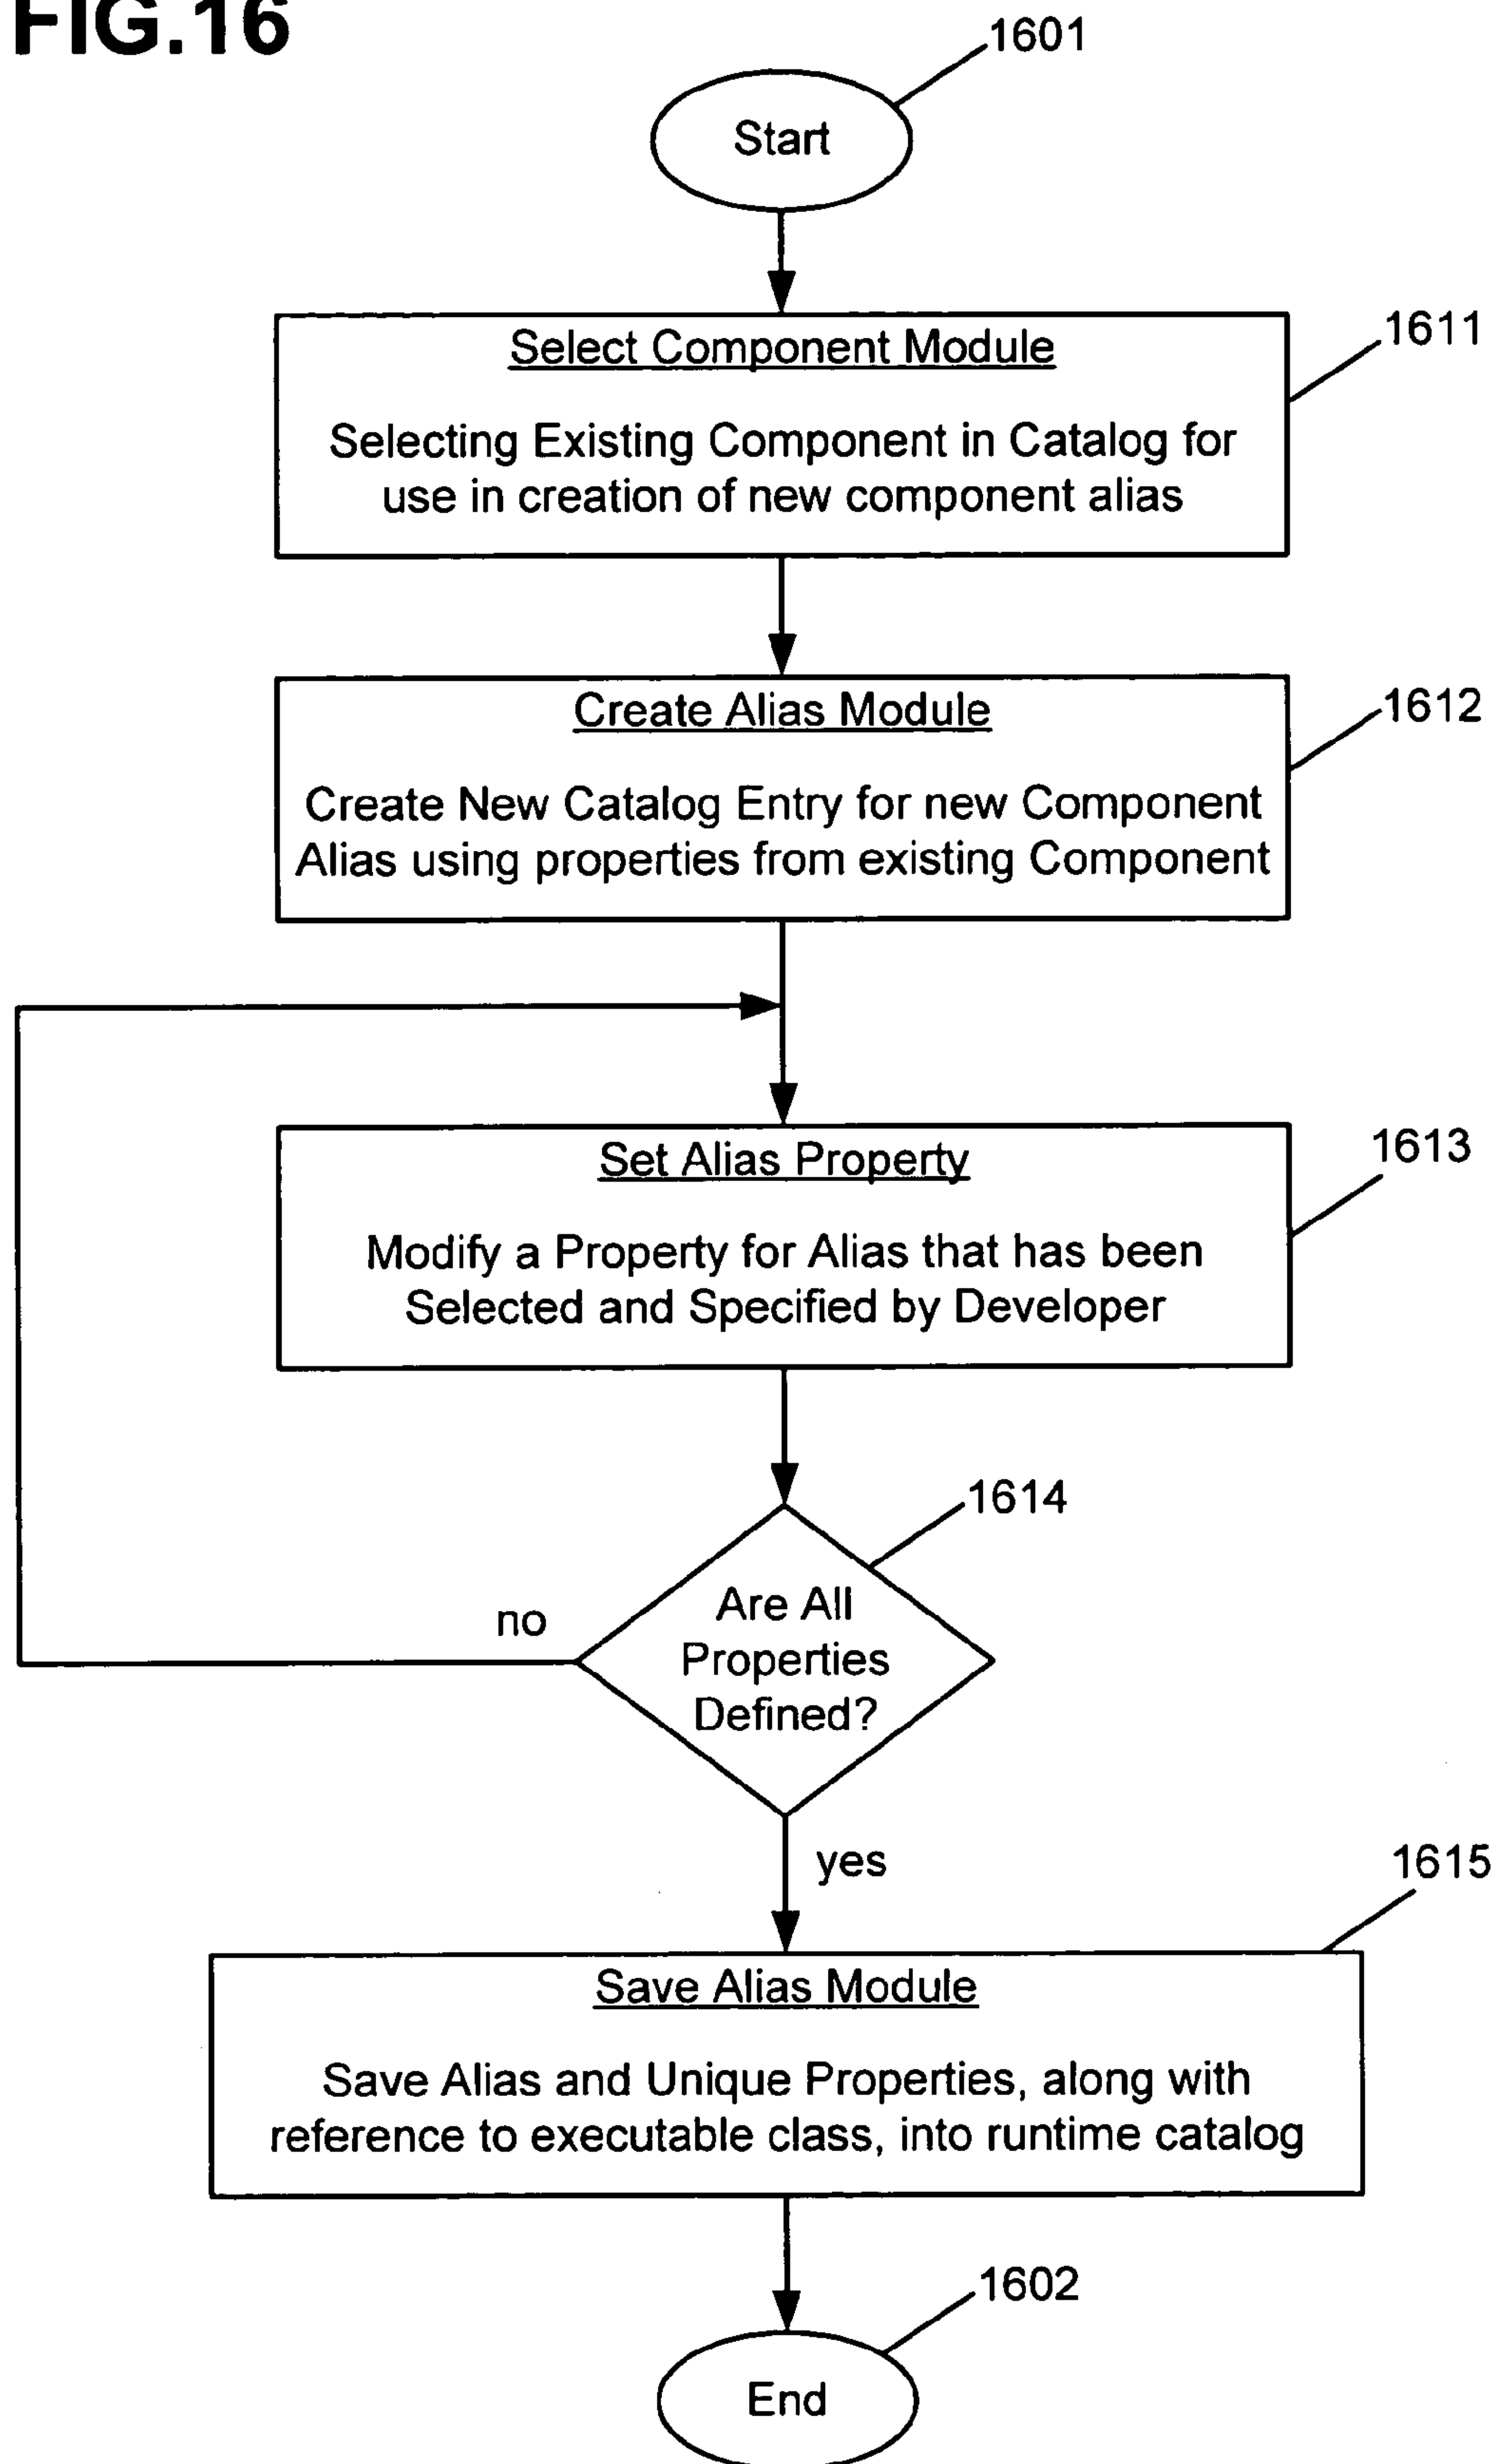 FIG.16
1601
Start
1611
Select Component Module
Selecting Existing Component in Catalog for
use in creation of new component alias
1612
Create Alias Module
Create New Catalog Entry for new Component
Alias using properties from existing Component
1613
Set Alias Property
Modify a Property for Alias that has been
Selected and Specified by Developer
1614
Are All
Properties
Defined?
no
yes
1615
Save Alias Module
Save Alias and Unique Properties, along with
reference to executable class, into runtime catalog
1602
End